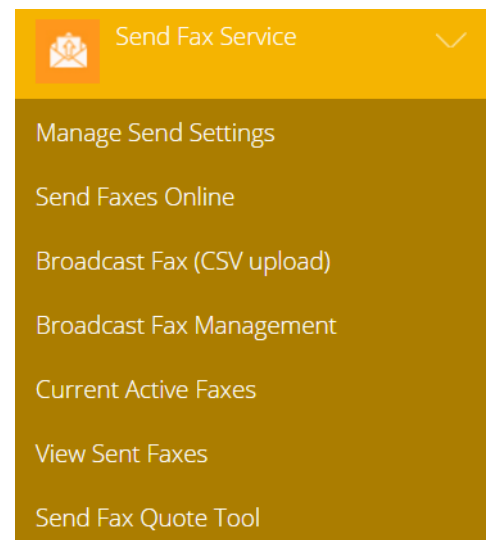 Send Fax Service
Manage Send Settings
Send Faxes Online
Broadcast Fax (CSV upload)
Broadcast Fax Management
Current Active Faxes
View Sent Faxes
Send Fax Quote Tool